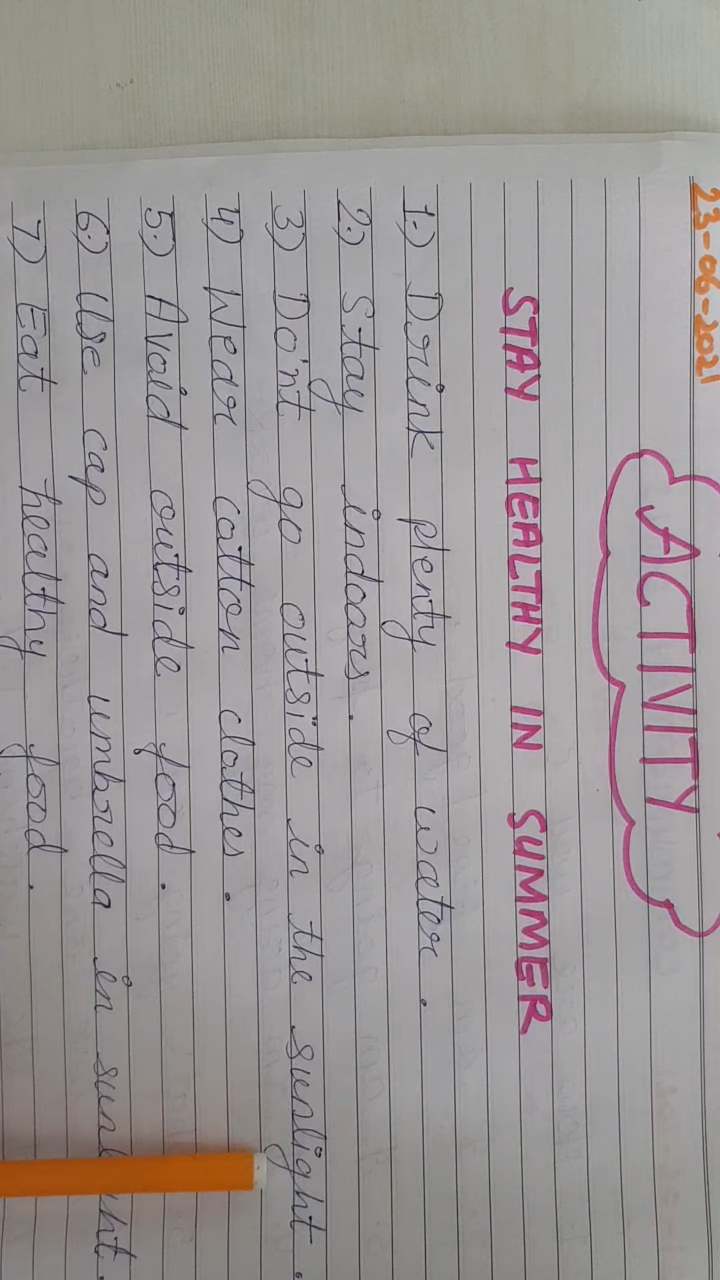 23-06-2021
ACTIVITY
STAY HEALTHY IN SUMMER
1.) Drink plenty of water.
2.) Stay indoors.
3.) Do'nt go outside in the sunlight.
4) Wear cotton clothes.
5.) Avoid outside food.
6.) Use cap and umbrella in sunlight.
7.) Eat healthy food.